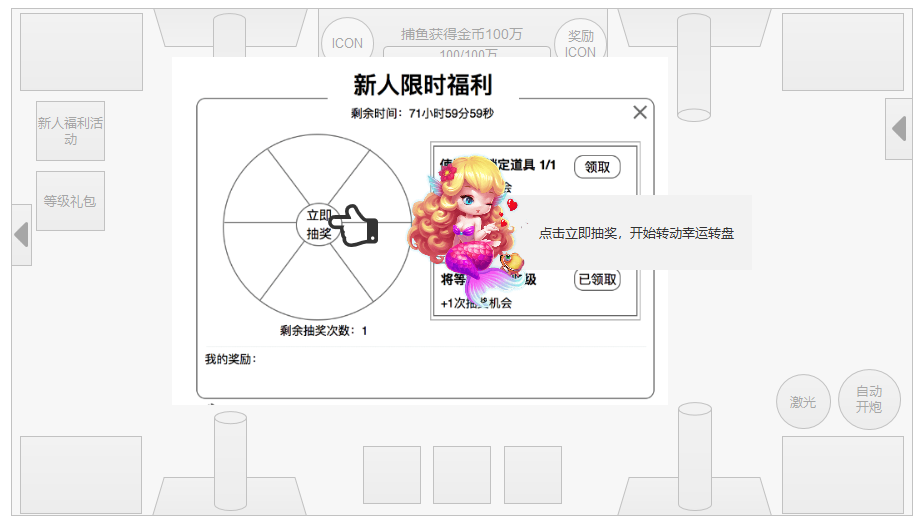 捕鱼获得金币100万
ICON
奖励
ICON
100/100万
新人限时福利
剩余时间：71小时59分59秒
新人福利活
动
等级礼包
定道具 1/1
领取
会
立即
抽奖
点击立即抽奖，开始转动幸运转盘
将等
级
已领取
+1次抽奖机会
剩余抽奖次数：1
我的奖励：
激光
自动
开炮